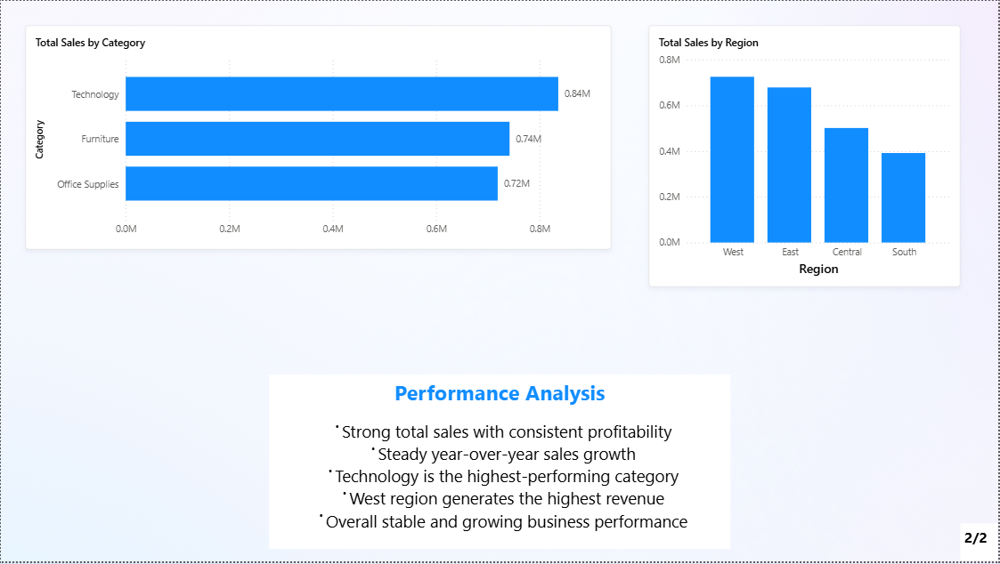 Total Sales by Category
Category
Technology
0.84M
Furniture
0.74M
Office Supplies
0.72M
0.0M
0.2M
0.4M
0.6M
0.8M
Total Sales by Region
0.8M
0.6M
0.4M
0.2M
0.0M
West
East
Central
South
Region
Performance Analysis
• Strong total sales with consistent profitability
• Steady year-over-year sales growth
• Technology is the highest-performing category
• West region generates the highest revenue
• Overall stable and growing business performance
2/2